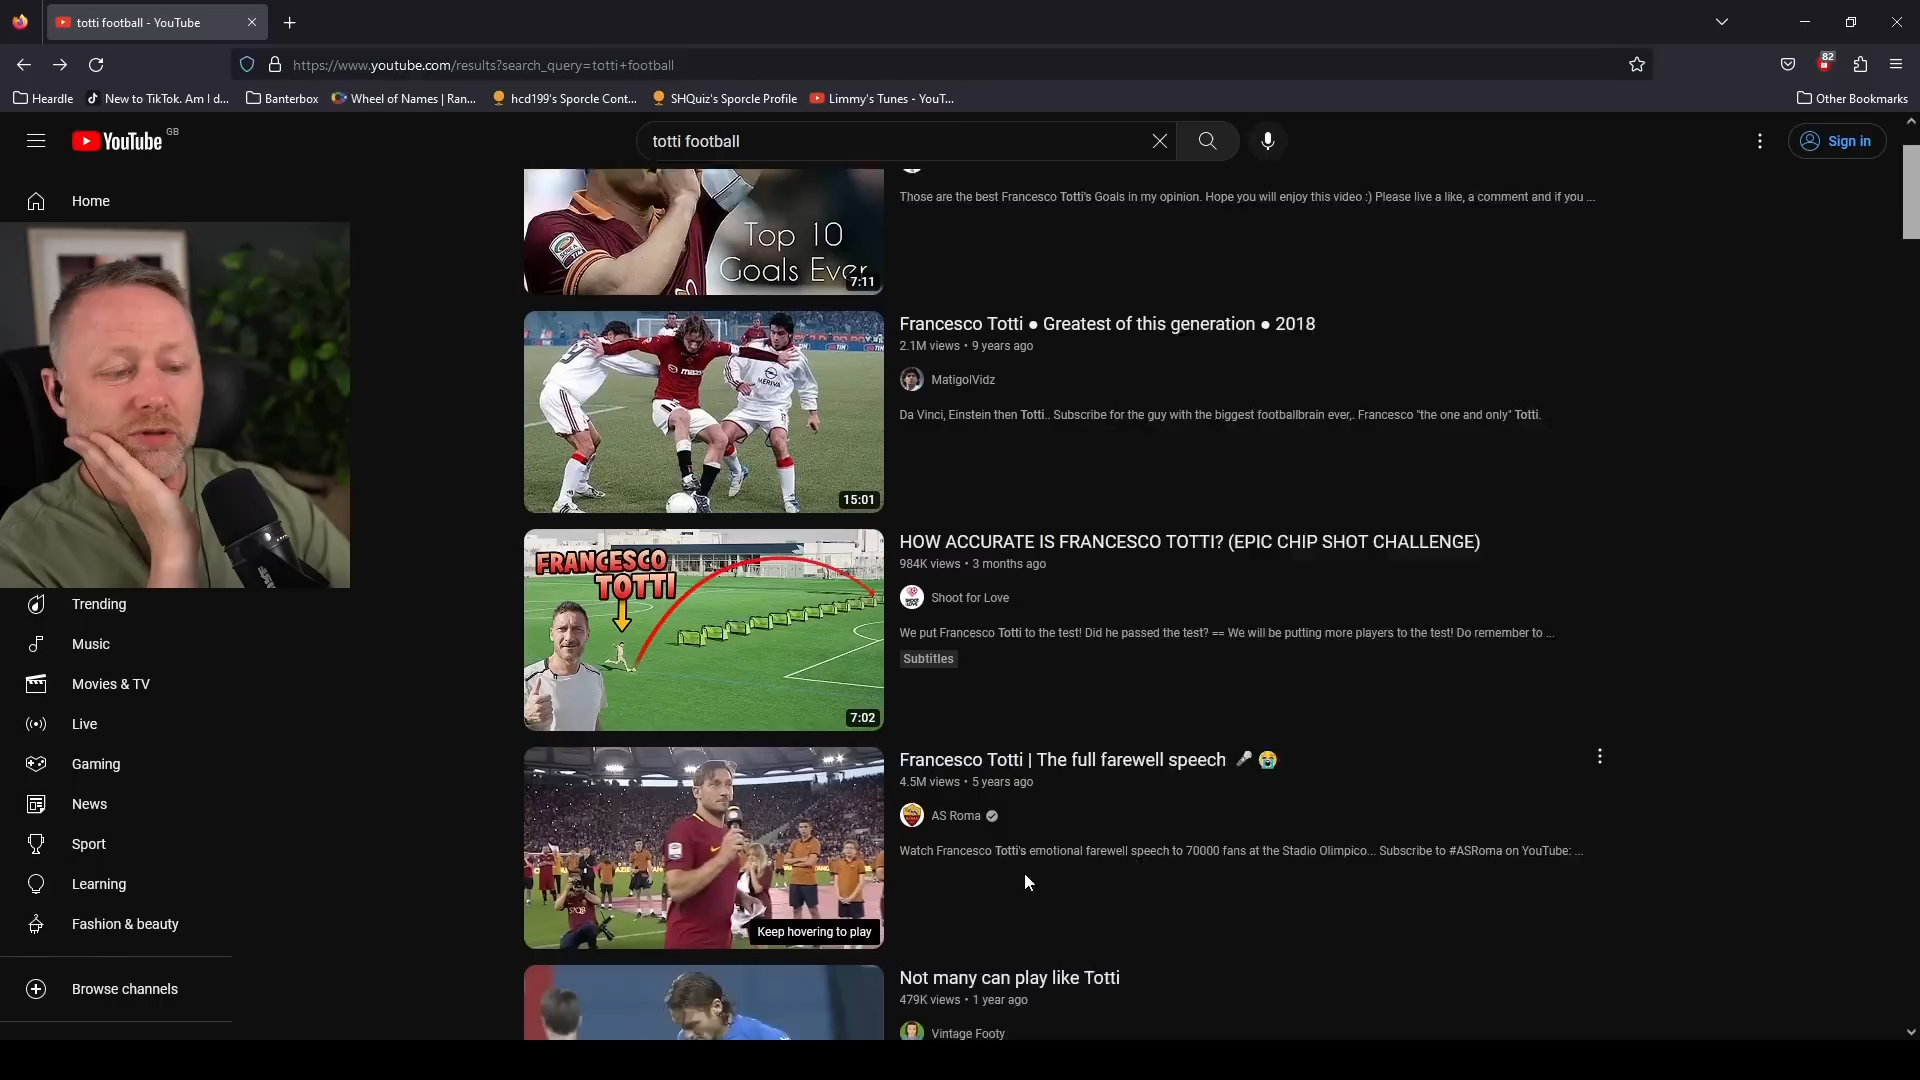 totti football - YouTube
https://www.youtube.com/results?search_query=totti+football
82
Heardle
New to TikTok. Am I d...
Banterbox
Wheel of Names | Ran...
hcd199's Sporcle Cont...
SHQuiz's Sporcle Profile
Limmy's Tunes - YouT...
Other Bookmarks
YouTube GB
totti football
Sign in
Home
Trending
Music
Movies & TV
Live
Gaming
News
Sport
Learning
Fashion & beauty
Browse channels
Top 10
Goals Ever
7:11
Those are the best Francesco Totti's Goals in my opinion. Hope you will enjoy this video :) Please live a like, a comment and if you ...
15:01
Francesco Totti ● Greatest of this generation ● 2018
2.1M views • 9 years ago
MatigolVidz
Da Vinci, Einstein then Totti.. Subscribe for the guy with the biggest footballbrain ever,. Francesco "the one and only" Totti.
FRANCESCO
TOTTI
7:02
HOW ACCURATE IS FRANCESCO TOTTI? (EPIC CHIP SHOT CHALLENGE)
984K views • 3 months ago
Shoot for Love
We put Francesco Totti to the test! Did he passed the test? == We will be putting more players to the test! Do remember to ...
Subtitles
Keep hovering to play
Francesco Totti | The full farewell speech 🎤 😭
4.5M views • 5 years ago
AS Roma
Watch Francesco Totti's emotional farewell speech to 70000 fans at the Stadio Olimpico... Subscribe to #ASRoma on YouTube: ...
Not many can play like Totti
479K views • 1 year ago
Vintage Footy